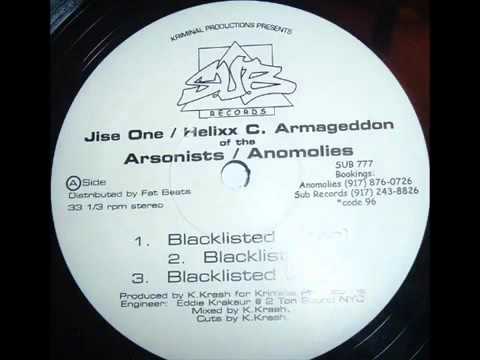 KRIMINAL PRODUCTIONS PRESENTS
SUB
RECORDS
Jise One / Helixx C. Armageddon
of the
Arsonists / Anomolies
SUB 777
Bookings:
Anomolies (917) 876-0726
Sub Records (917) 243-8826
*code 96
A Side
Distributed by Fat Beats
33 1/3 rpm stereo
1. Blacklisted
2. Blacklist
3. Blacklisted
Produced by K.Krash for
Engineer: Eddie Krakaur @ 2 Ton Sound NYC
Mixed by K.Krash.
Cuts by K.Krash.